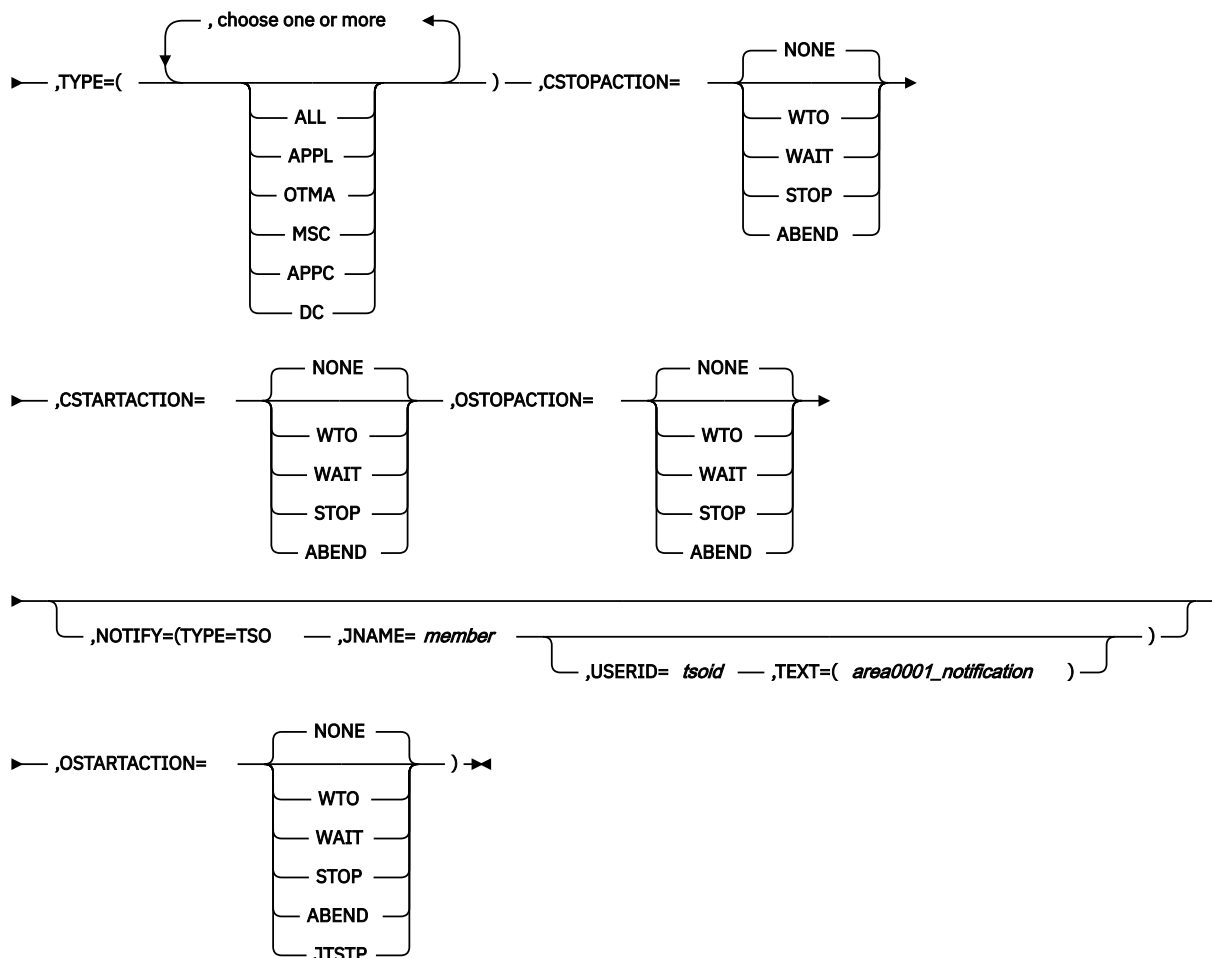 , choose one or more
,TYPE=( ) ,CSTOPACTION= NONE
ALL
APPL
OTMA
MSC
APPC
DC
WTO
WAIT
STOP
ABEND
,CSTARTACTION= NONE
WTO
WAIT
STOP
ABEND
,OSTOPACTION= NONE
WTO
WAIT
STOP
ABEND
,NOTIFY=(TYPE=TSO ,JNAME= member ,USERID= tsoid ,TEXT=( area0001_notification ) )
,OSTARTACTION= NONE )
WTO
WAIT
STOP
ABEND
JTSTP